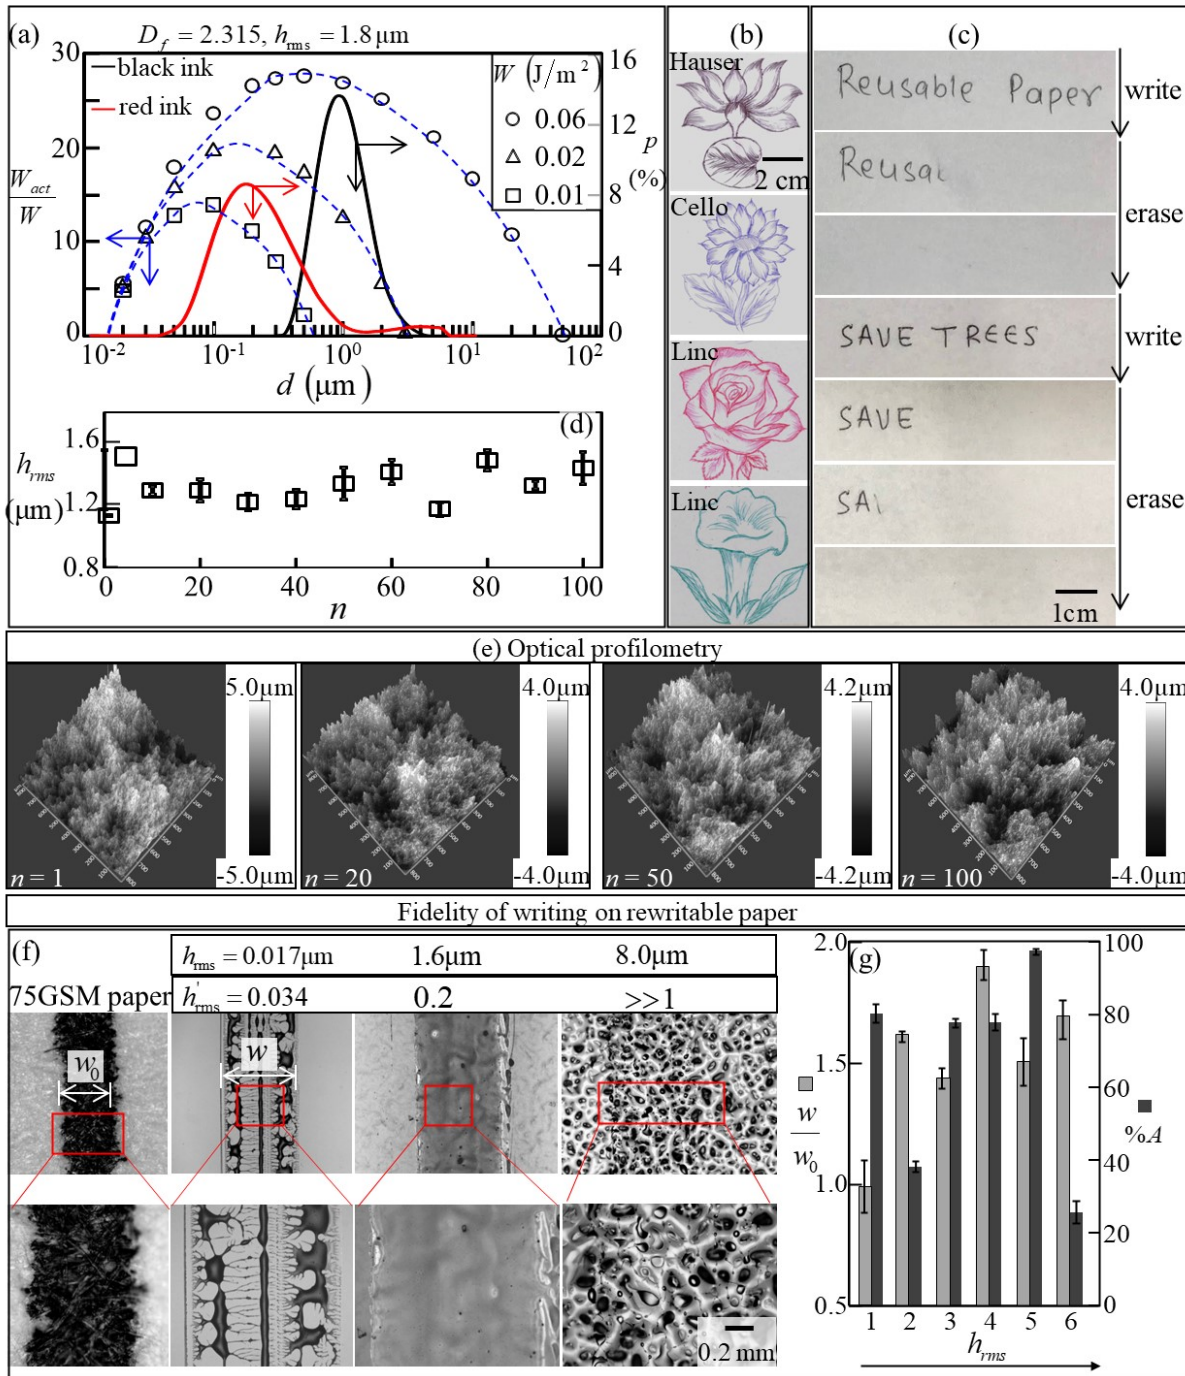 (a)
D_f = 2.315, h_rms = 1.8 μm
black ink
red ink
W (J/m²)
0.06
0.02
0.01
30
20
10
0
W_act/W
16
12
8
4
0
p
(%)
10⁻² 10⁻¹ 10⁰ 10¹ 10²
d (μm)
(b)
Hauser
2 cm
Cello
Linc
Linc
(c)
Reusable Paper
write
Reusa
erase
SAVE TREES
write
SAVE
SA
erase
1cm
(d)
1.6
1.2
0.8
h_rms
(μm)
0 20 40 60 80 100
n
(e) Optical profilometry
5.0μm
-5.0μm
n = 1
4.0μm
-4.0μm
n = 20
4.2μm
-4.2μm
n = 50
4.0μm
-4.0μm
n = 100
Fidelity of writing on rewritable paper
(f)
h_rms = 0.017μm 1.6μm 8.0μm
75GSM paper h'_rms = 0.034 0.2 >>1
w₀
w
0.2 mm
(g)
2.0
1.5
1.0
0.5
w/w₀
100
80
60
40
20
0
%A
1 2 3 4 5 6
h_rms